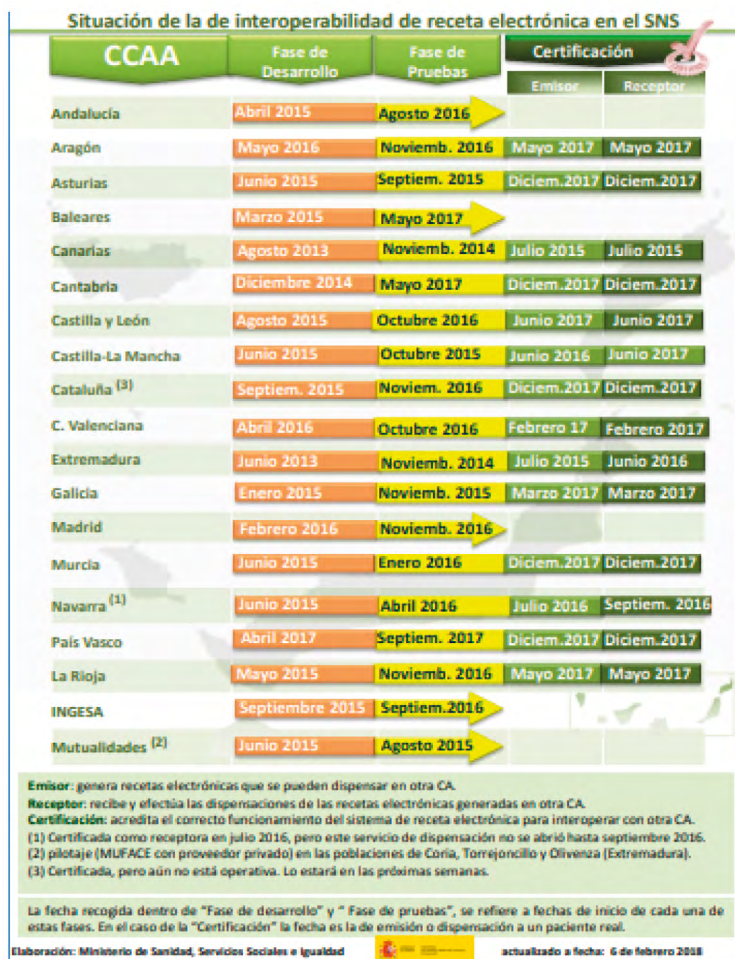 Situación de la de interoperabilidad de receta electrónica en el SNS
CCAA Fase de Desarrollo Fase de Pruebas Certificación
Emisor Receptor
Andalucía Abril 2015 Agosto 2016
Aragón Mayo 2016 Noviemb. 2016 Mayo 2017 Mayo 2017
Asturias Junio 2015 Septiem. 2015 Diciem.2017 Diciem.2017
Baleares Marzo 2015 Mayo 2017
Canarias Agosto 2013 Noviemb. 2014 Julio 2015 Julio 2015
Cantabria Diciembre 2014 Mayo 2017 Diciem.2017 Diciem.2017
Castilla y León Agosto 2015 Octubre 2016 Junio 2017 Junio 2017
Castilla-La Mancha Junio 2015 Octubre 2015 Junio 2016 Junio 2017
Cataluña (3) Septiem. 2015 Noviem. 2016 Diciem.2017 Diciem.2017
C. Valenciana Abril 2016 Octubre 2016 Febrero 17 Febrero 2017
Extremadura Junio 2013 Noviemb. 2014 Julio 2015 Junio 2016
Galicia Enero 2015 Noviemb. 2015 Marzo 2017 Marzo 2017
Madrid Febrero 2016 Noviemb. 2016
Murcia Junio 2015 Enero 2016 Diciem.2017 Diciem.2017
Navarra (1) Junio 2015 Abril 2016 Julio 2016 Septiem. 2016
País Vasco Abril 2017 Septiem. 2017 Diciem.2017 Diciem.2017
La Rioja Mayo 2015 Noviemb. 2016 Mayo 2017 Mayo 2017
INGESA Septiembre 2015 Septiem.2016
Mutualidades (2) Junio 2015 Agosto 2015
Emisor: genera recetas electrónicas que se pueden dispensar en otra CA.
Receptor: recibe y efectúa las dispensaciones de las recetas electrónicas generadas en otra CA.
Certificación: acredita el correcto funcionamiento del sistema de receta electrónica para interoperar con otra CA.
(1) Certificada como receptora en julio 2016, pero este servicio de dispensación no se abrió hasta septiembre 2016.
(2) pilotaje (MUFACE con proveedor privado) en las poblaciones de Coria, Torrejoncillo y Olivenza (Extremadura).
(3) Certificada, pero aún no está operativa. Lo estará en las próximas semanas.
La fecha recogida dentro de "Fase de desarrollo" y " Fase de pruebas", se refiere a fechas de inicio de cada una de
estas fases. En el caso de la "Certificación" la fecha es la de emisión o dispensación a un paciente real.
Elaboración: Ministerio de Sanidad, Servicios Sociales e Igualdad actualizado a fecha: 6 de febrero 2018